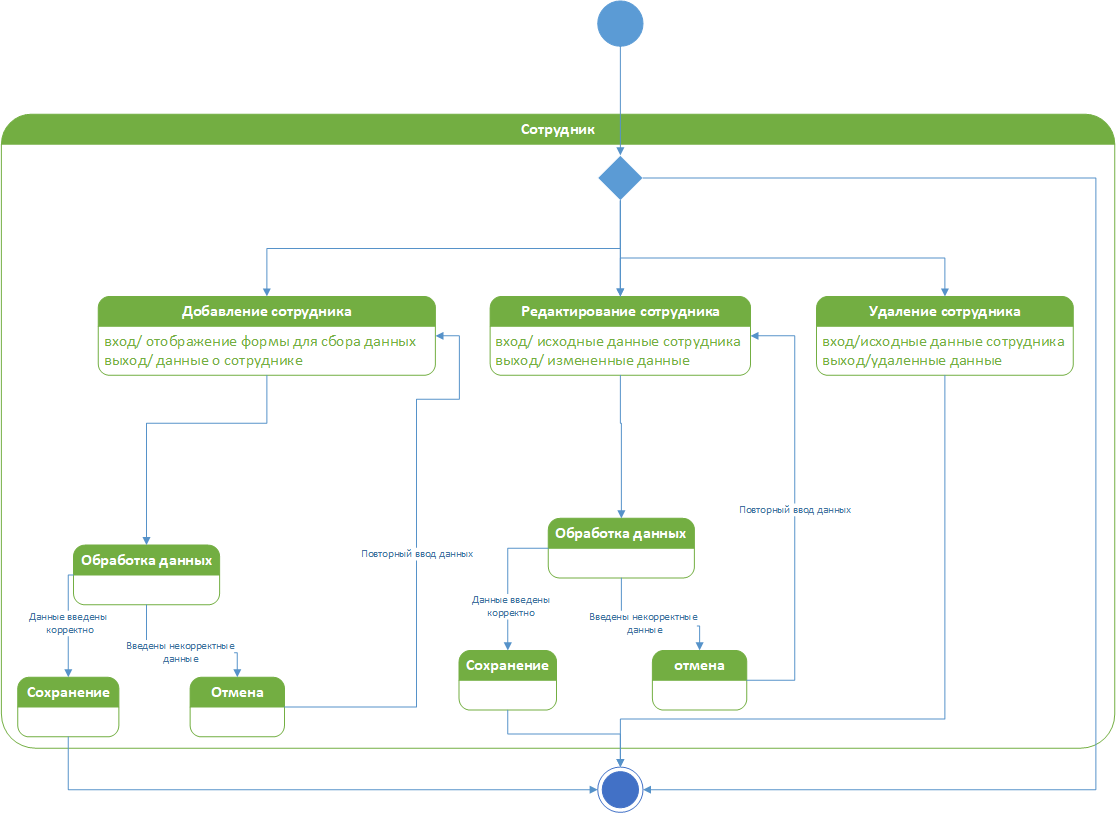 Сотрудник
Добавление сотрудника
вход/ отображение формы для сбора данных
выход/ данные о сотруднике
Редактирование сотрудника
вход/ исходные данные сотрудника
выход/ измененные данные
Удаление сотрудника
вход/исходные данные сотрудника
выход/удаленные данные
Повторный ввод данных
Обработка данных
Повторный ввод данных
Обработка данных
Данные введены
корректно
Введены некорректные
данные
Данные введены
корректно
Введены некорректные
данные
Сохранение
отмена
Сохранение
Отмена